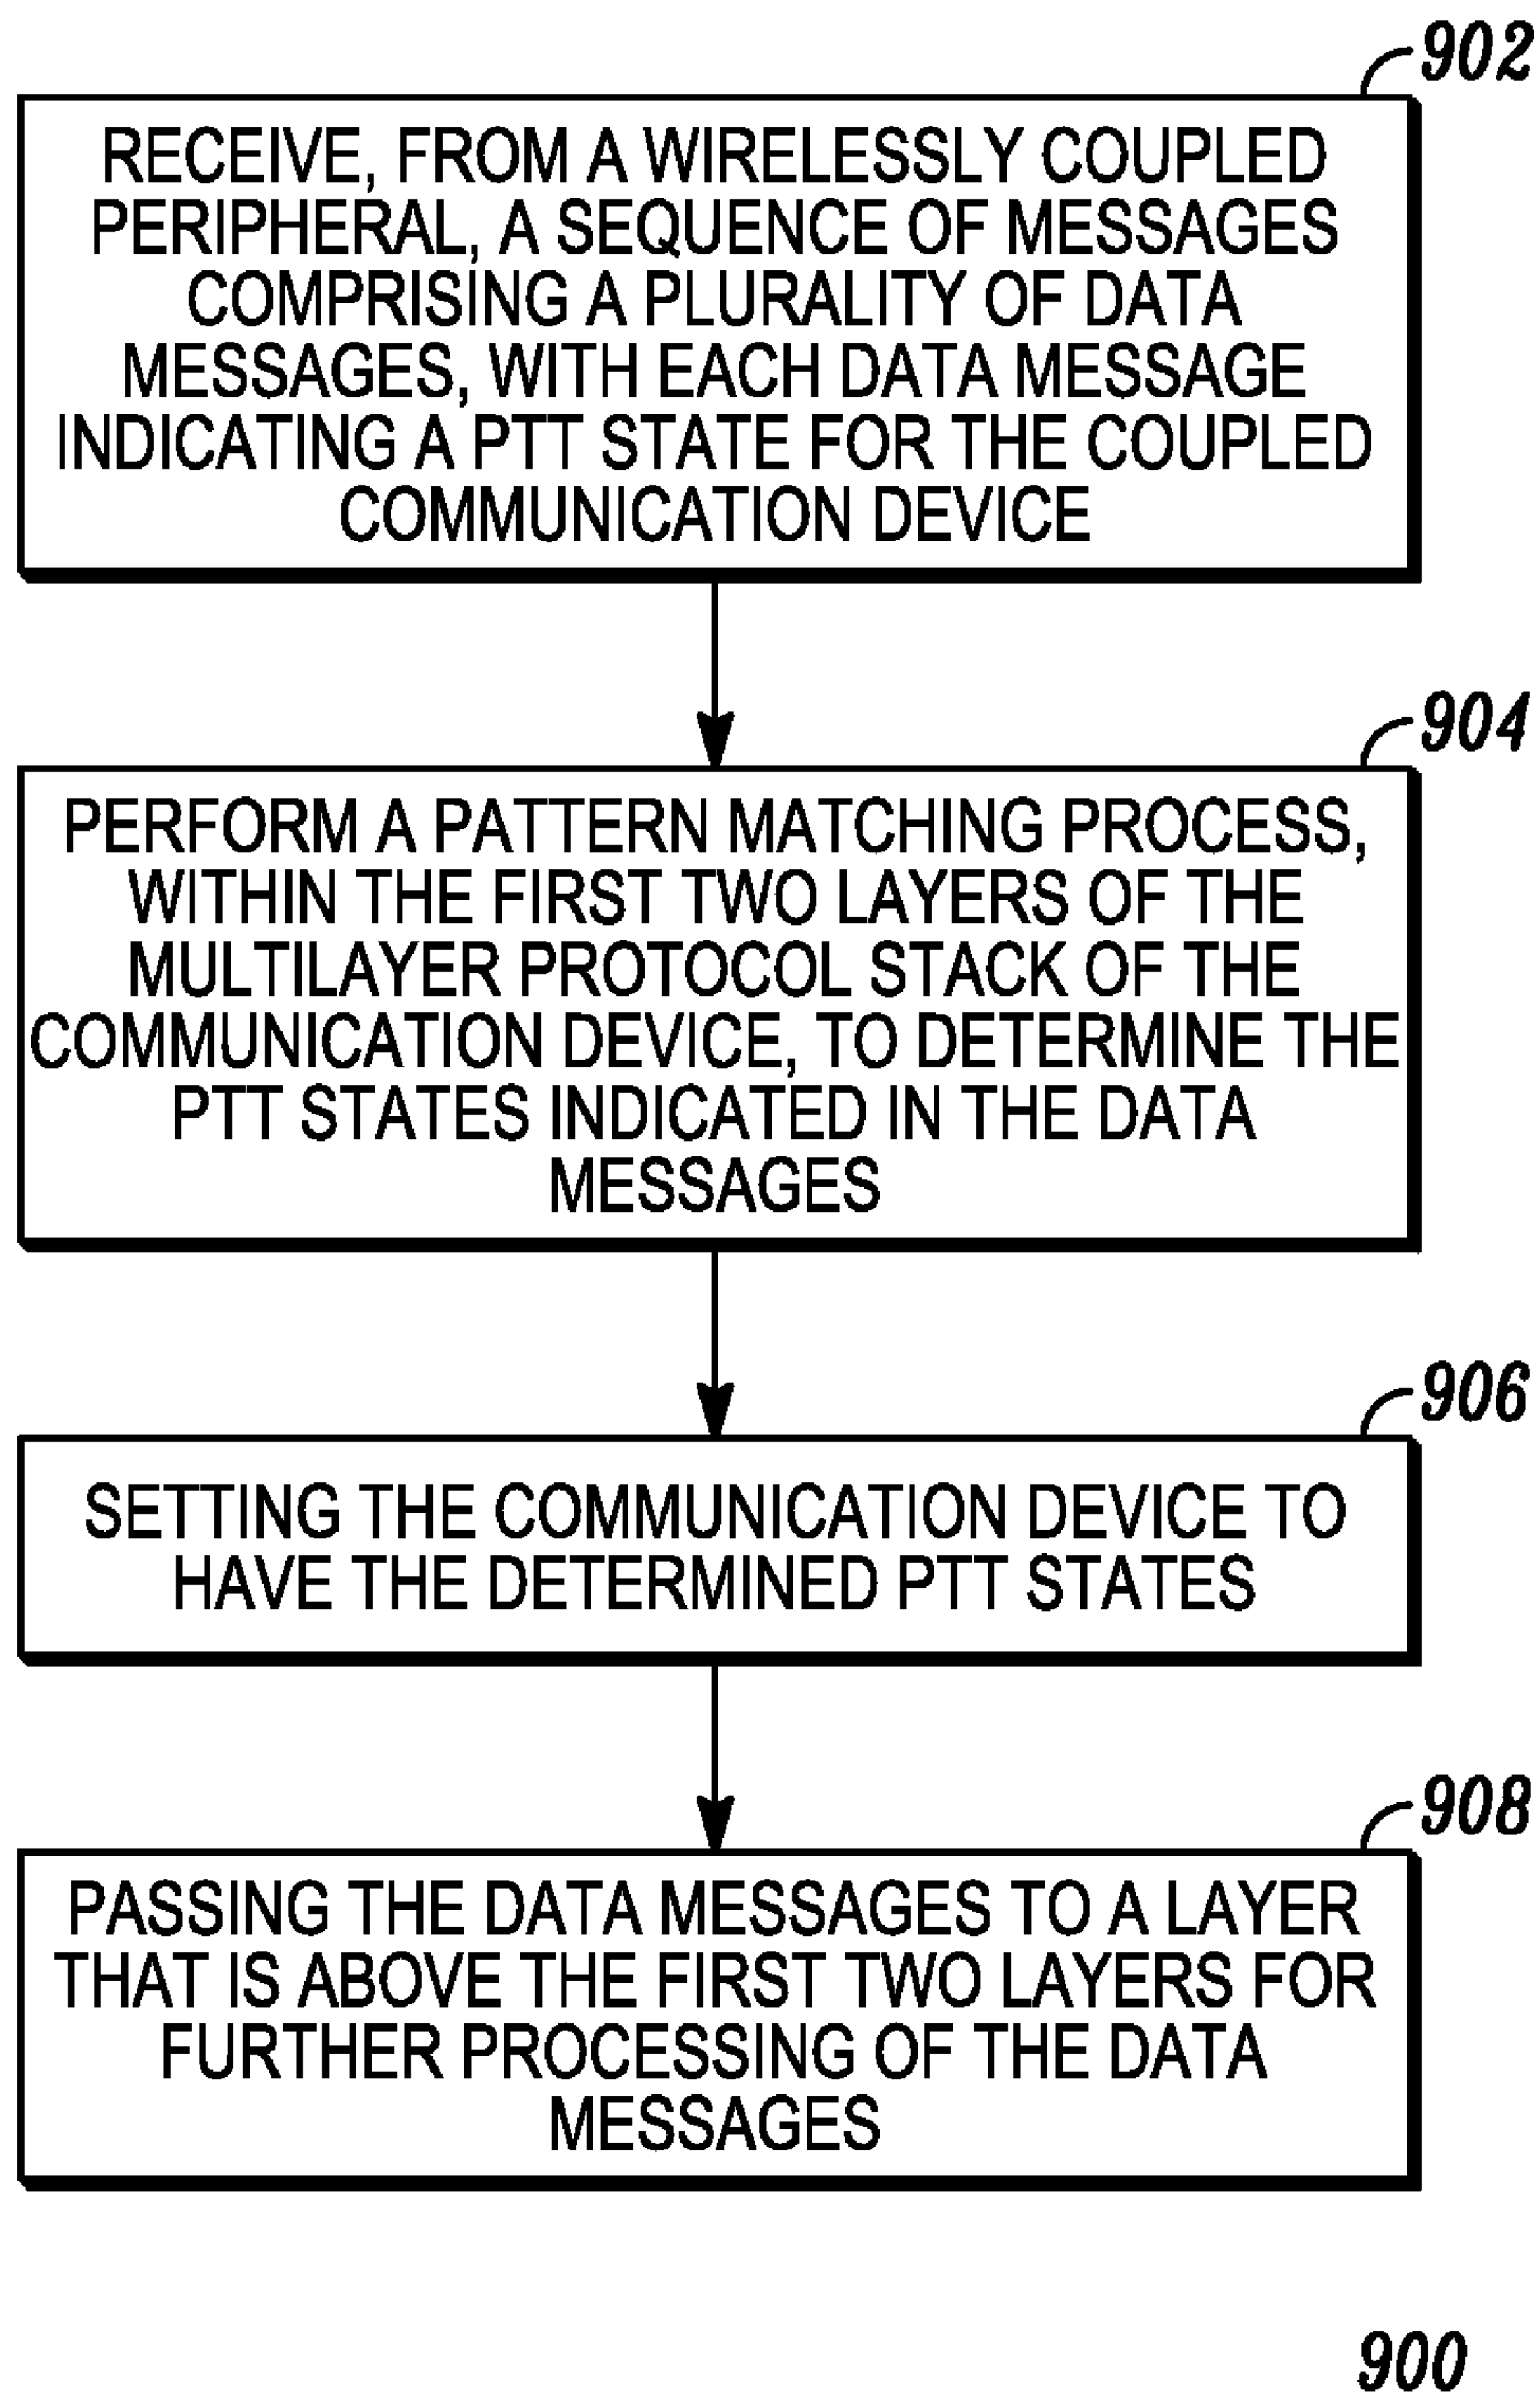 902
RECEIVE, FROM A WIRELESSLY COUPLED
PERIPHERAL, A SEQUENCE OF MESSAGES
COMPRISING A PLURALITY OF DATA
MESSAGES, WITH EACH DATA MESSAGE
INDICATING A PTT STATE FOR THE COUPLED
COMMUNICATION DEVICE
904
PERFORM A PATTERN MATCHING PROCESS,
WITHIN THE FIRST TWO LAYERS OF THE
MULTILAYER PROTOCOL STACK OF THE
COMMUNICATION DEVICE, TO DETERMINE THE
PTT STATES INDICATED IN THE DATA
MESSAGES
906
SETTING THE COMMUNICATION DEVICE TO
HAVE THE DETERMINED PTT STATES
908
PASSING THE DATA MESSAGES TO A LAYER
THAT IS ABOVE THE FIRST TWO LAYERS FOR
FURTHER PROCESSING OF THE DATA
MESSAGES
900